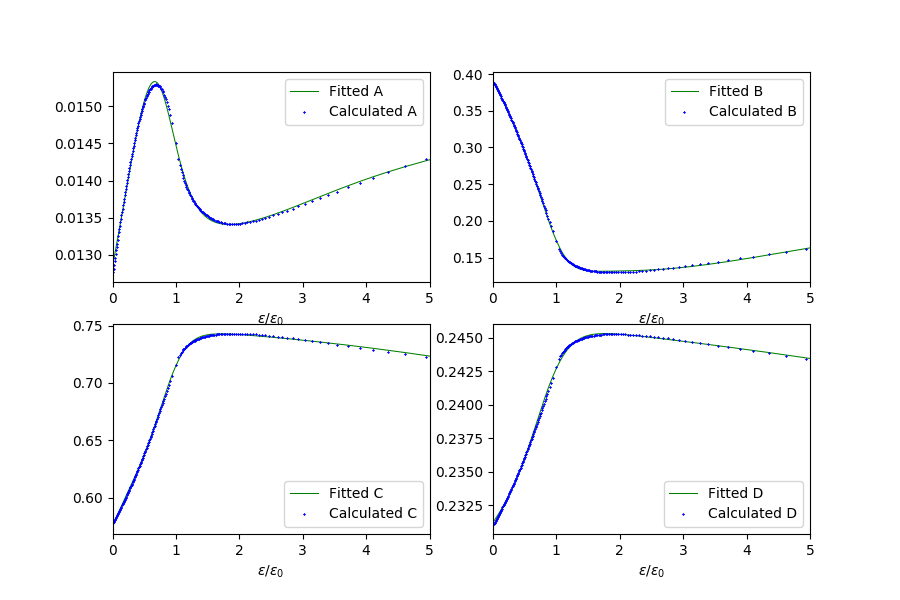 0.0150
0.0145
0.0140
0.0135
0.0130
Fitted A
Calculated A
0 1 2 3 4 5
ε/ε₀
0.40
0.35
0.30
0.25
0.20
0.15
Fitted B
Calculated B
0 1 2 3 4 5
ε/ε₀
0.75
0.70
0.65
0.60
Fitted C
Calculated C
0 1 2 3 4 5
ε/ε₀
0.2450
0.2425
0.2400
0.2375
0.2350
0.2325
Fitted D
Calculated D
0 1 2 3 4 5
ε/ε₀